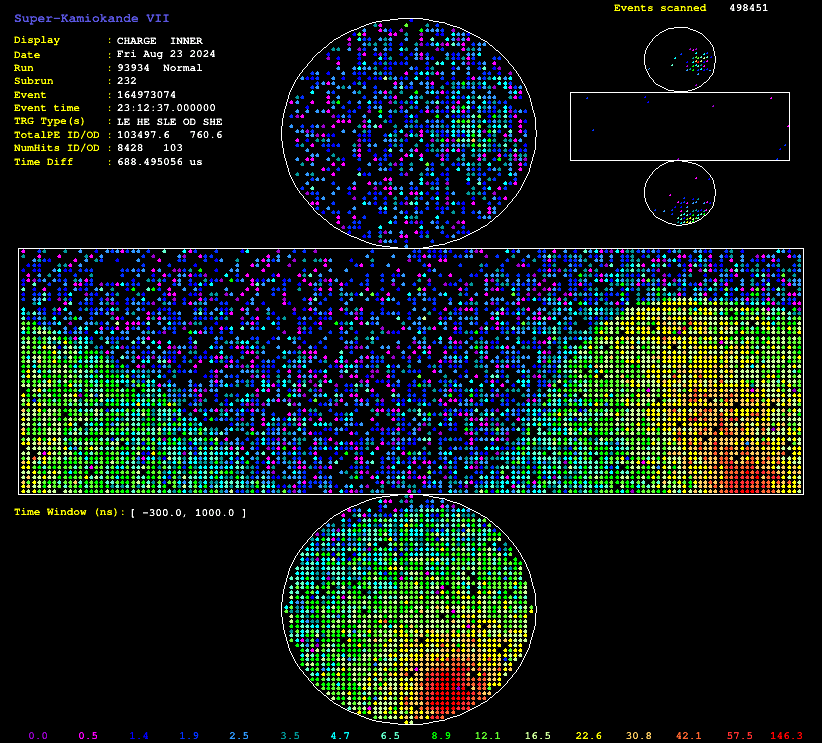 Super-Kamiokande VII
Events scanned 498451
Display : CHARGE INNER
Date : Fri Aug 23 2024
Run : 93934 Normal
Subrun : 232
Event : 164973074
Event time : 23:12:37.000000
TRG Type(s) : LE HE SLE OD SHE
TotalPE ID/OD : 103497.6 760.6
NumHits ID/OD : 8428 103
Time Diff : 688.495056 us
Time Window (ns): [ -300.0, 1000.0 ]
0.0 0.5 1.4 1.9 2.5 3.5 4.7 6.5 8.9 12.1 16.5 22.6 30.8 42.1 57.5 146.3